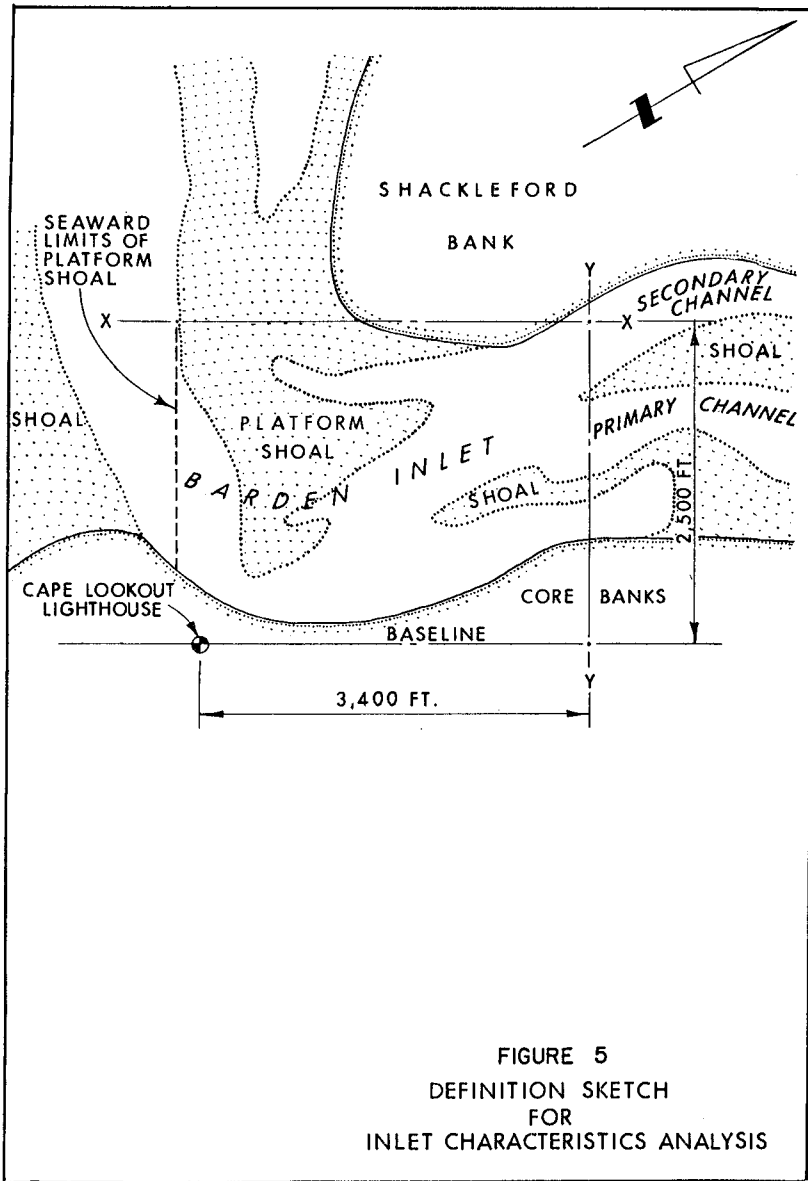 SHACKLEFORD
BANK
SEAWARD
LIMITS OF
PLATFORM
SHOAL
Y
SECONDARY
CHANNEL
X
X
SHOAL
SHOAL
PLATFORM
SHOAL
PRIMARY CHANNEL
BARDEN INLET
SHOAL
2,500 FT.
CAPE LOOKOUT
LIGHTHOUSE
CORE BANKS
BASELINE
Y
3,400 FT.
N
FIGURE 5
DEFINITION SKETCH
FOR
INLET CHARACTERISTICS ANALYSIS